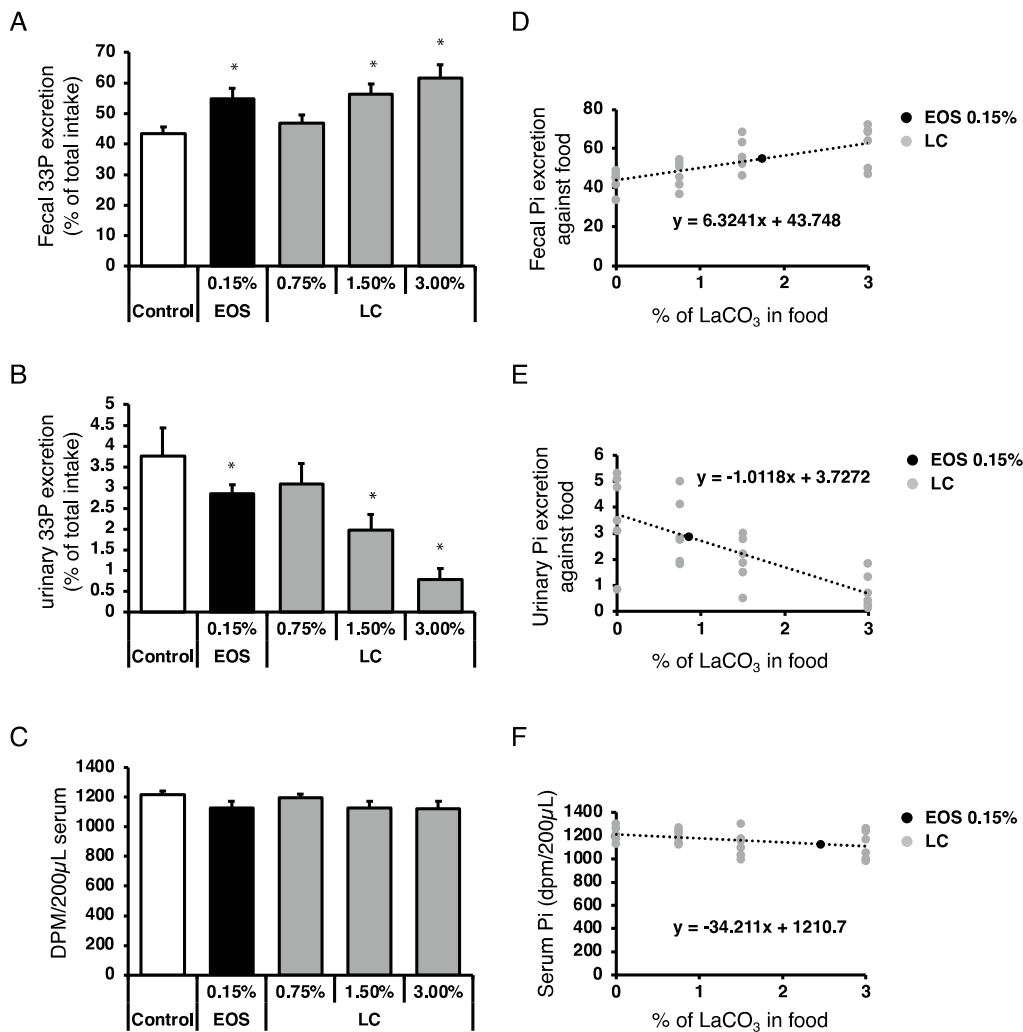 A
Fecal 33P excretion
(% of total intake)
70
60
50
40
30
20
10
0
*
*
*
0.15%
0.75%
1.50%
3.00%
Control
EOS
LC
D
Fecal Pi excretion
against food
80
60
40
20
0
y = 6.3241x + 43.748
0
1
2
3
% of LaCO₃ in food
EOS 0.15%
LC
B
urinary 33P excretion
(% of total intake)
4.5
4
3.5
3
2.5
2
1.5
1
0.5
0
*
*
*
0.15%
0.75%
1.50%
3.00%
Control
EOS
LC
E
Urinary Pi excretion
against food
6
5
4
3
2
1
0
y = -1.0118x + 3.7272
0
1
2
3
% of LaCO₃ in food
EOS 0.15%
LC
C
DPM/200µL serum
1400
1200
1000
800
600
400
200
0
0.15%
0.75%
1.50%
3.00%
Control
EOS
LC
F
Serum Pi (dpm/200µL)
1400
1200
1000
800
600
400
200
0
y = -34.211x + 1210.7
0
1
2
3
% of LaCO₃ in food
EOS 0.15%
LC